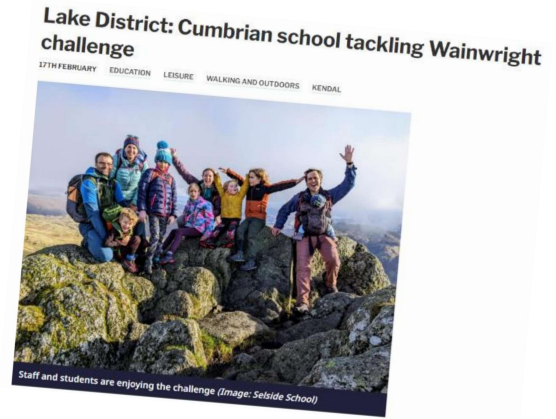 Lake District: Cumbrian school tackling Wainwright
challenge
17TH FEBRUARY EDUCATION LEISURE WALKING AND OUTDOORS KENDAL
Staff and students are enjoying the challenge (Image: Selside School)